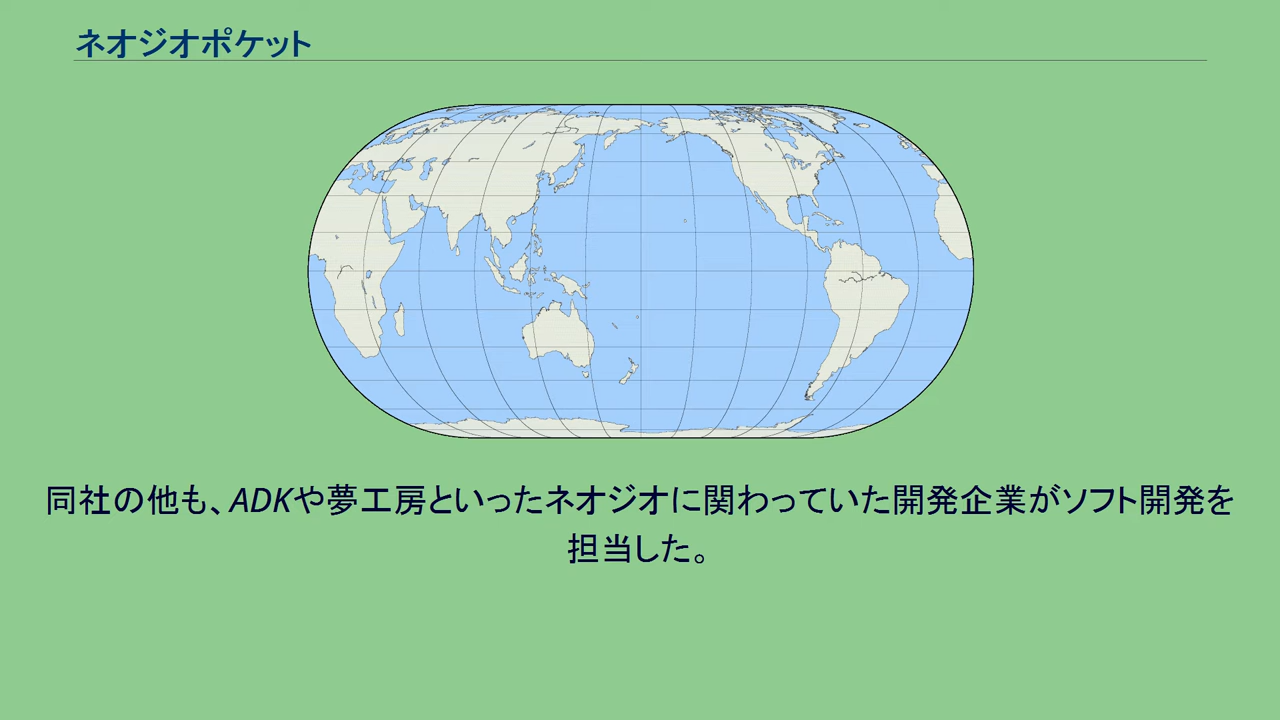 ネオジオポケット
同社の他も、ADKや夢工房といったネオジオに関わっていた開発企業がソフト開発を
担当した。